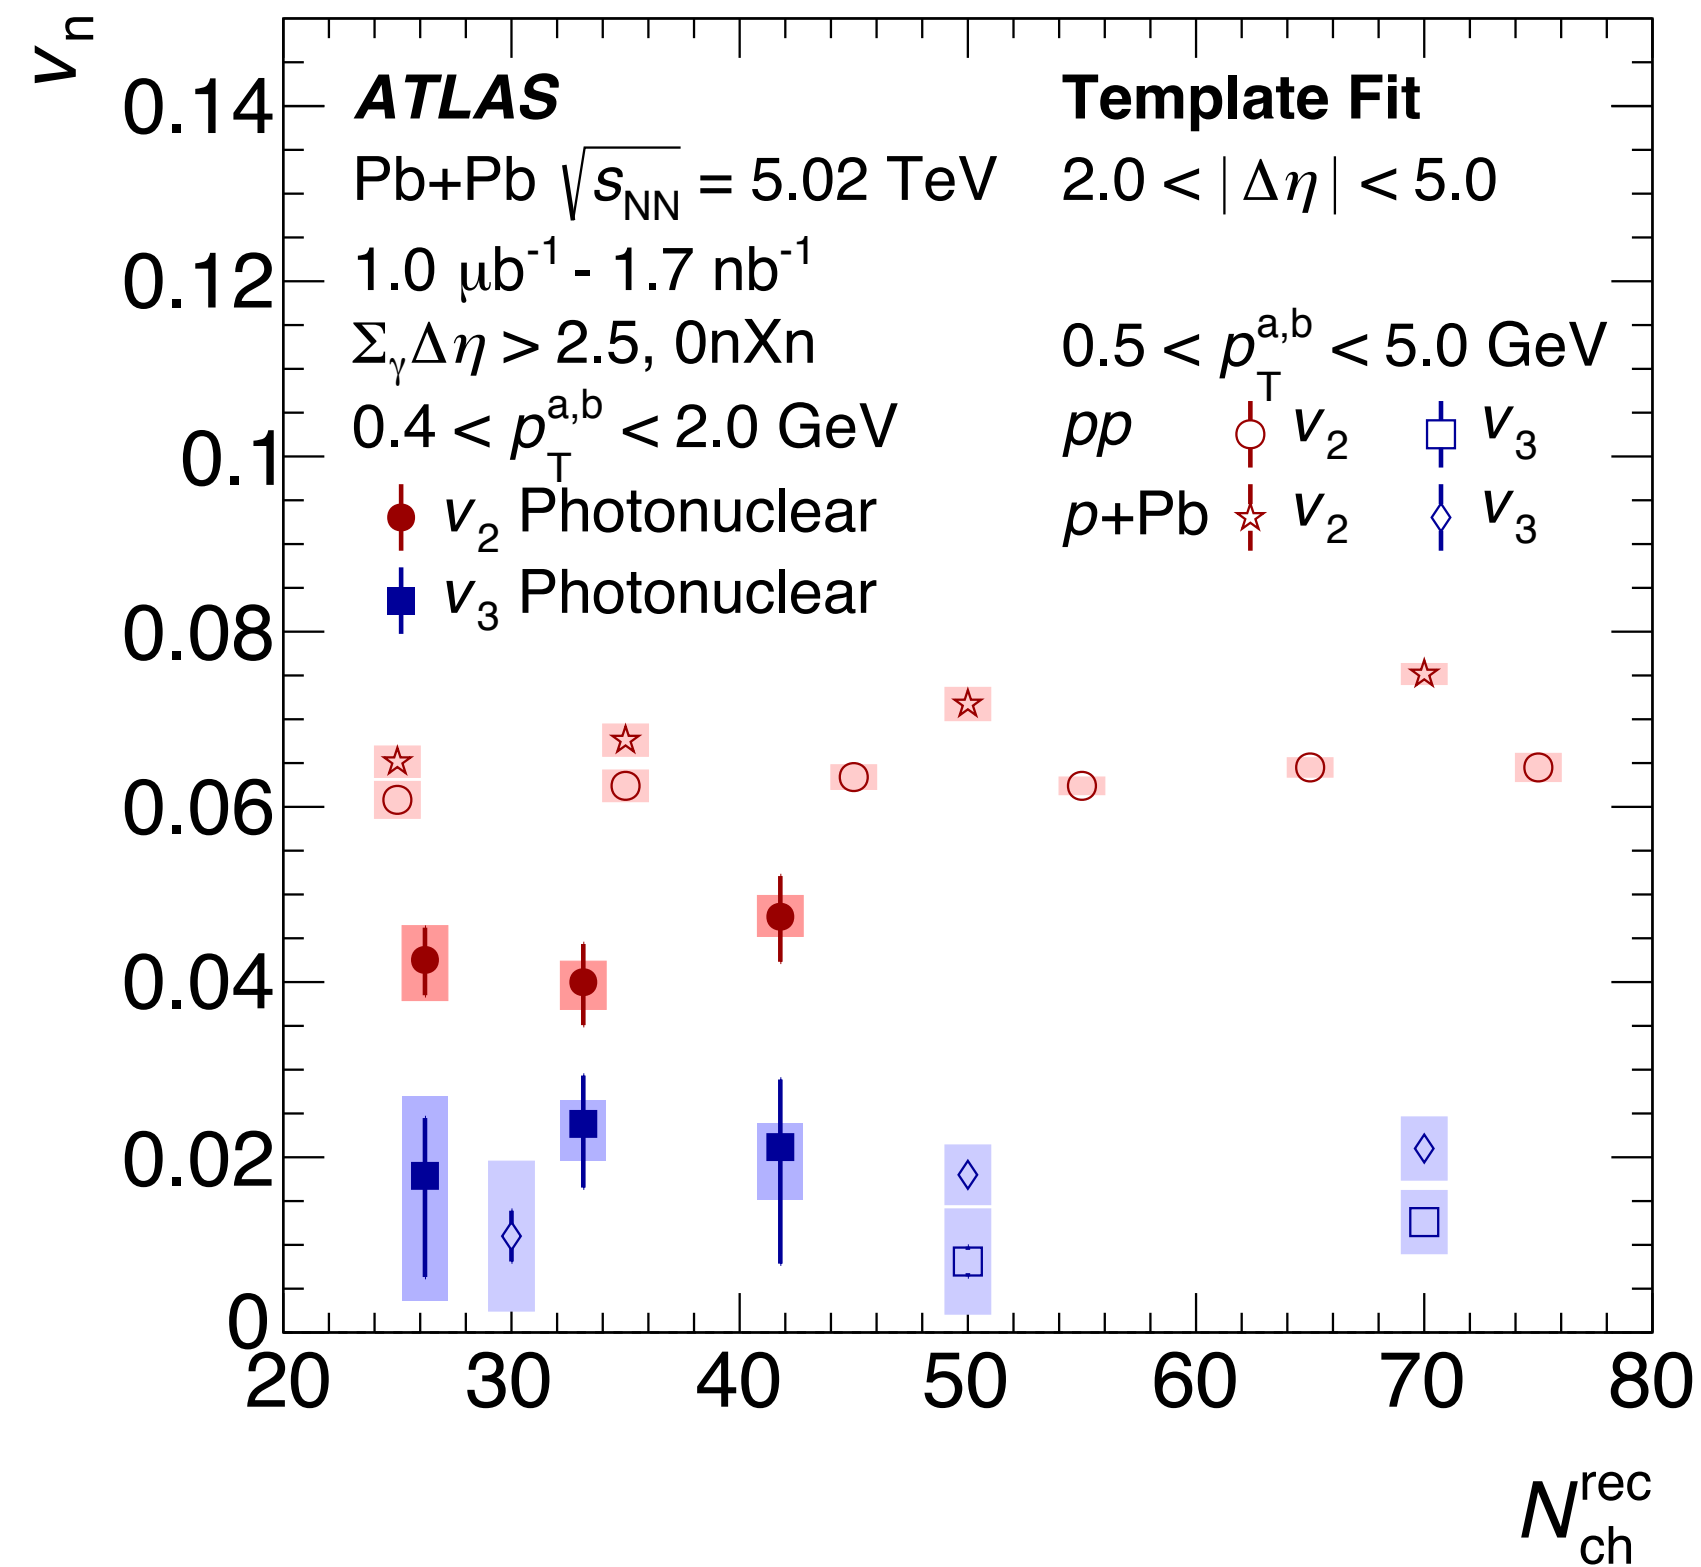 v_n
0.14
0.12
0.1
0.08
0.06
0.04
0.02
0
ATLAS
Pb+Pb √s_NN = 5.02 TeV
1.0 μb^-1 - 1.7 nb^-1
Σ_γ Δη > 2.5, 0nXn
0.4 < p_T^a,b < 2.0 GeV
v_2 Photonuclear
v_3 Photonuclear
Template Fit
2.0 < |Δη| < 5.0
0.5 < p_T^a,b < 5.0 GeV
pp v_2 v_3
p+Pb v_2 v_3
20 30 40 50 60 70 80
N_ch^rec